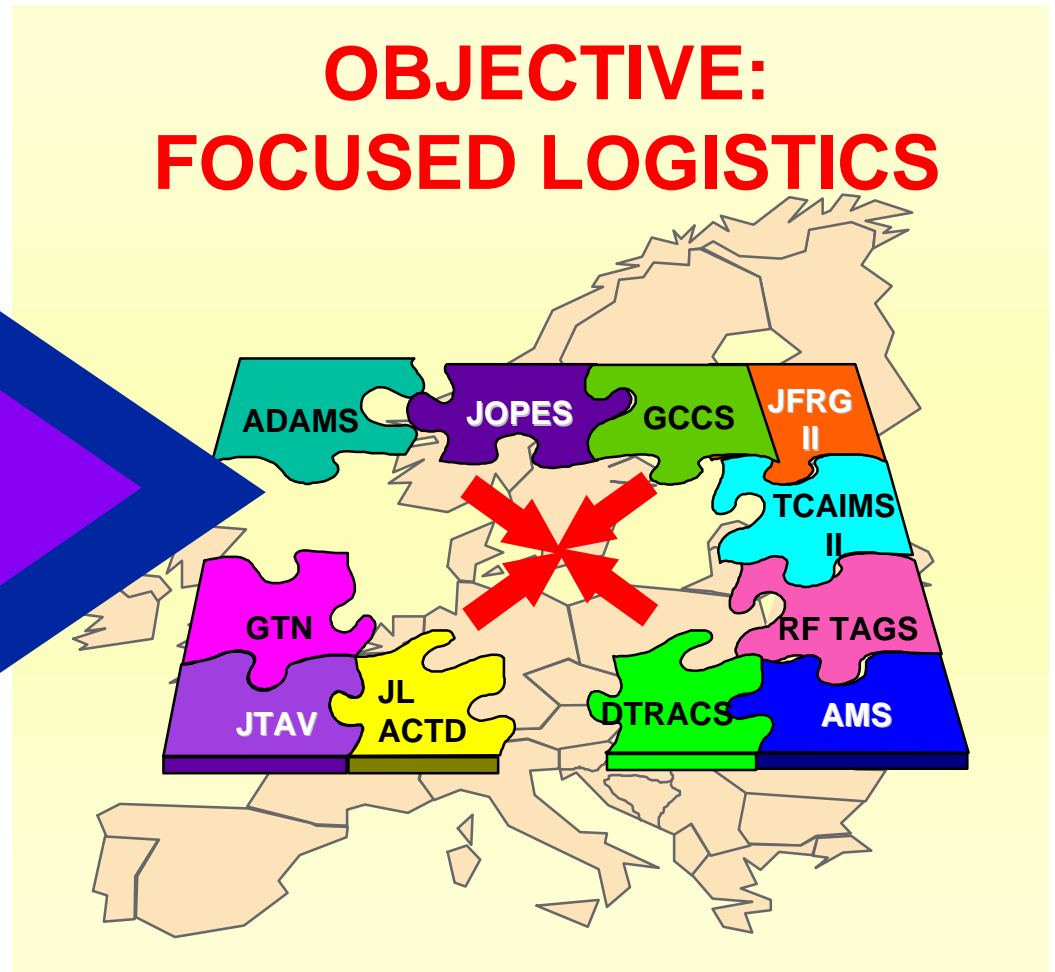 OBJECTIVE:
FOCUSED LOGISTICS
ADAMS
JOPES
GCCS
JFRG
II
TCAIMS
II
GTN
RF TAGS
JTAV
JL
ACTD
DTRACS
AMS